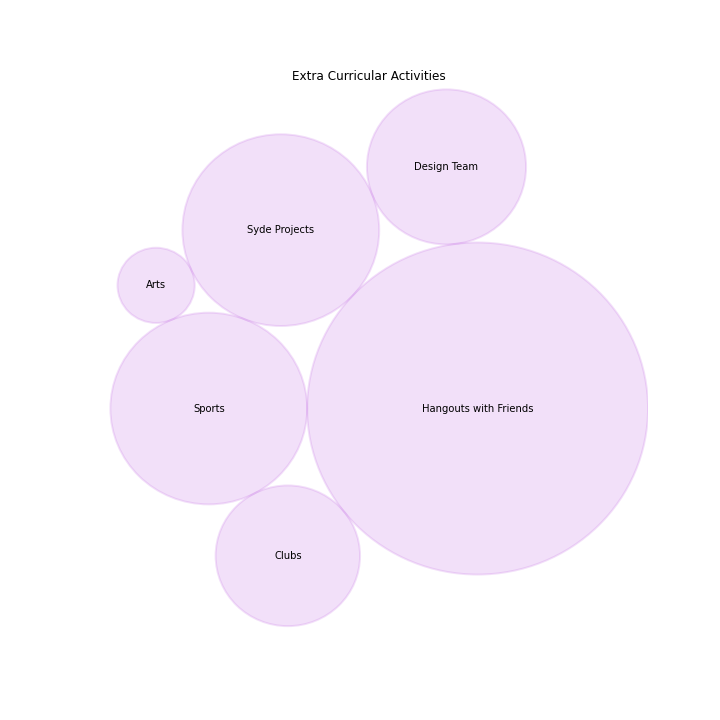 Extra Curricular Activities
Design Team
Syde Projects
Arts
Sports
Hangouts with Friends
Clubs